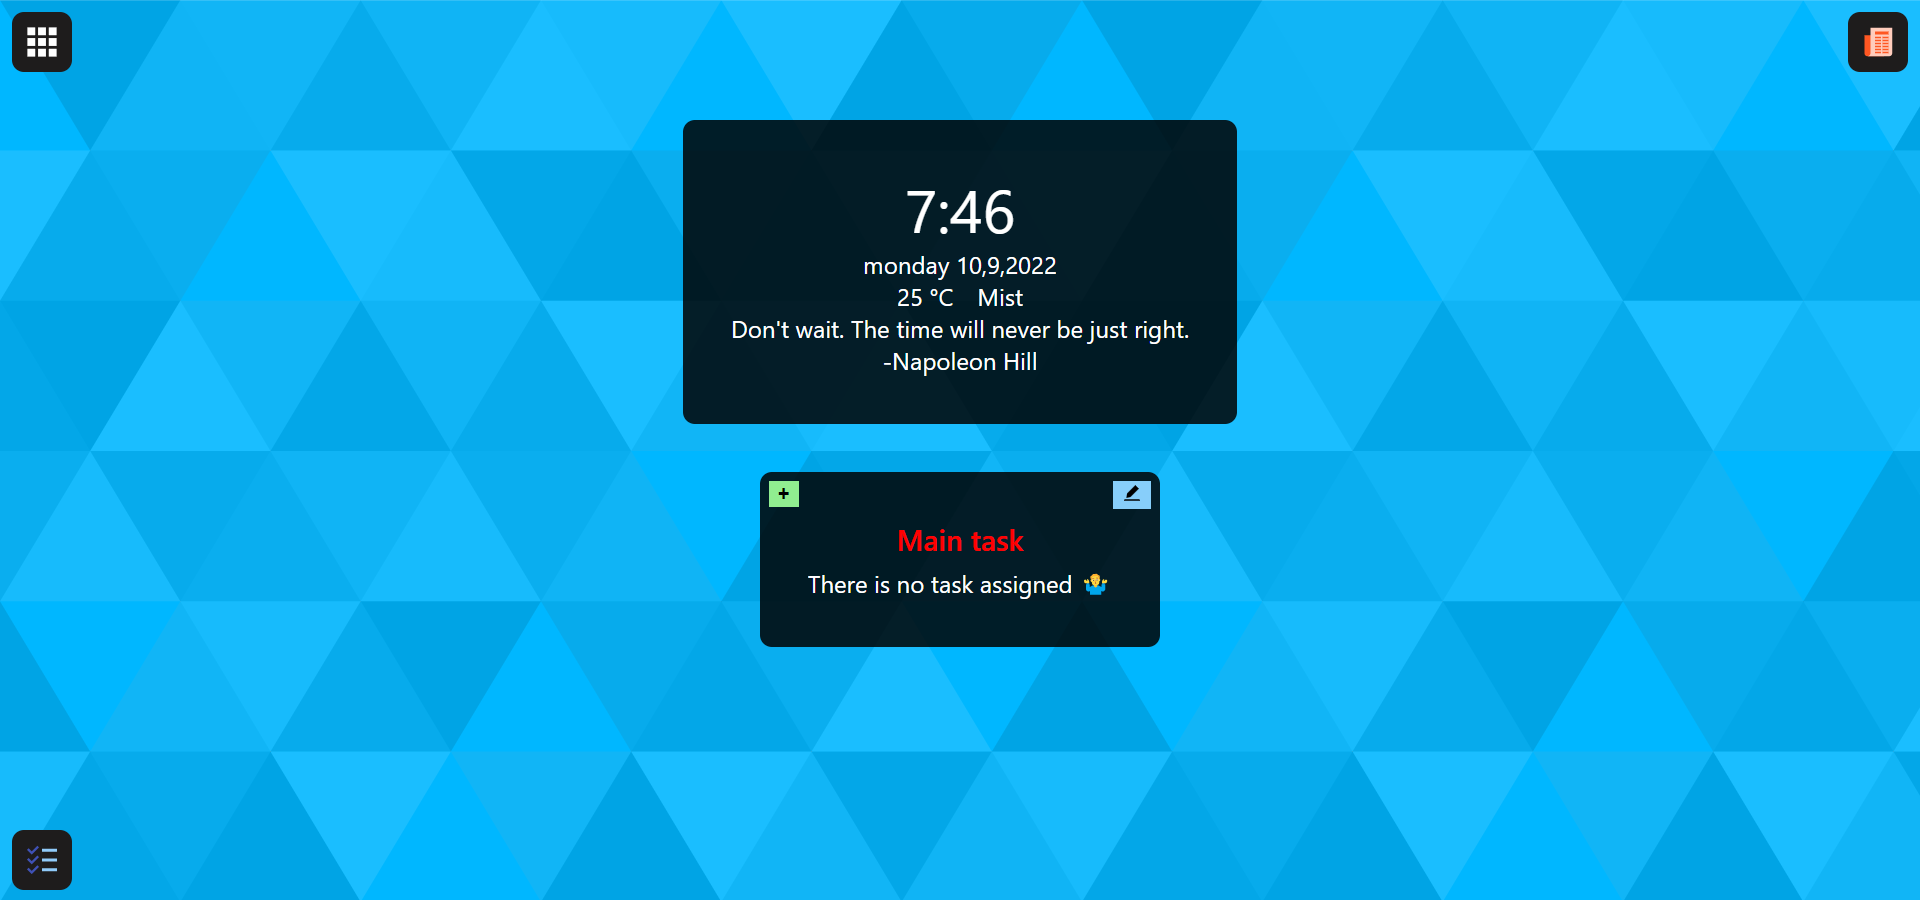 7:46
monday 10,9,2022
25 °C Mist
Don't wait. The time will never be just right.
-Napoleon Hill
+
Main task
There is no task assigned 🤷‍♂️